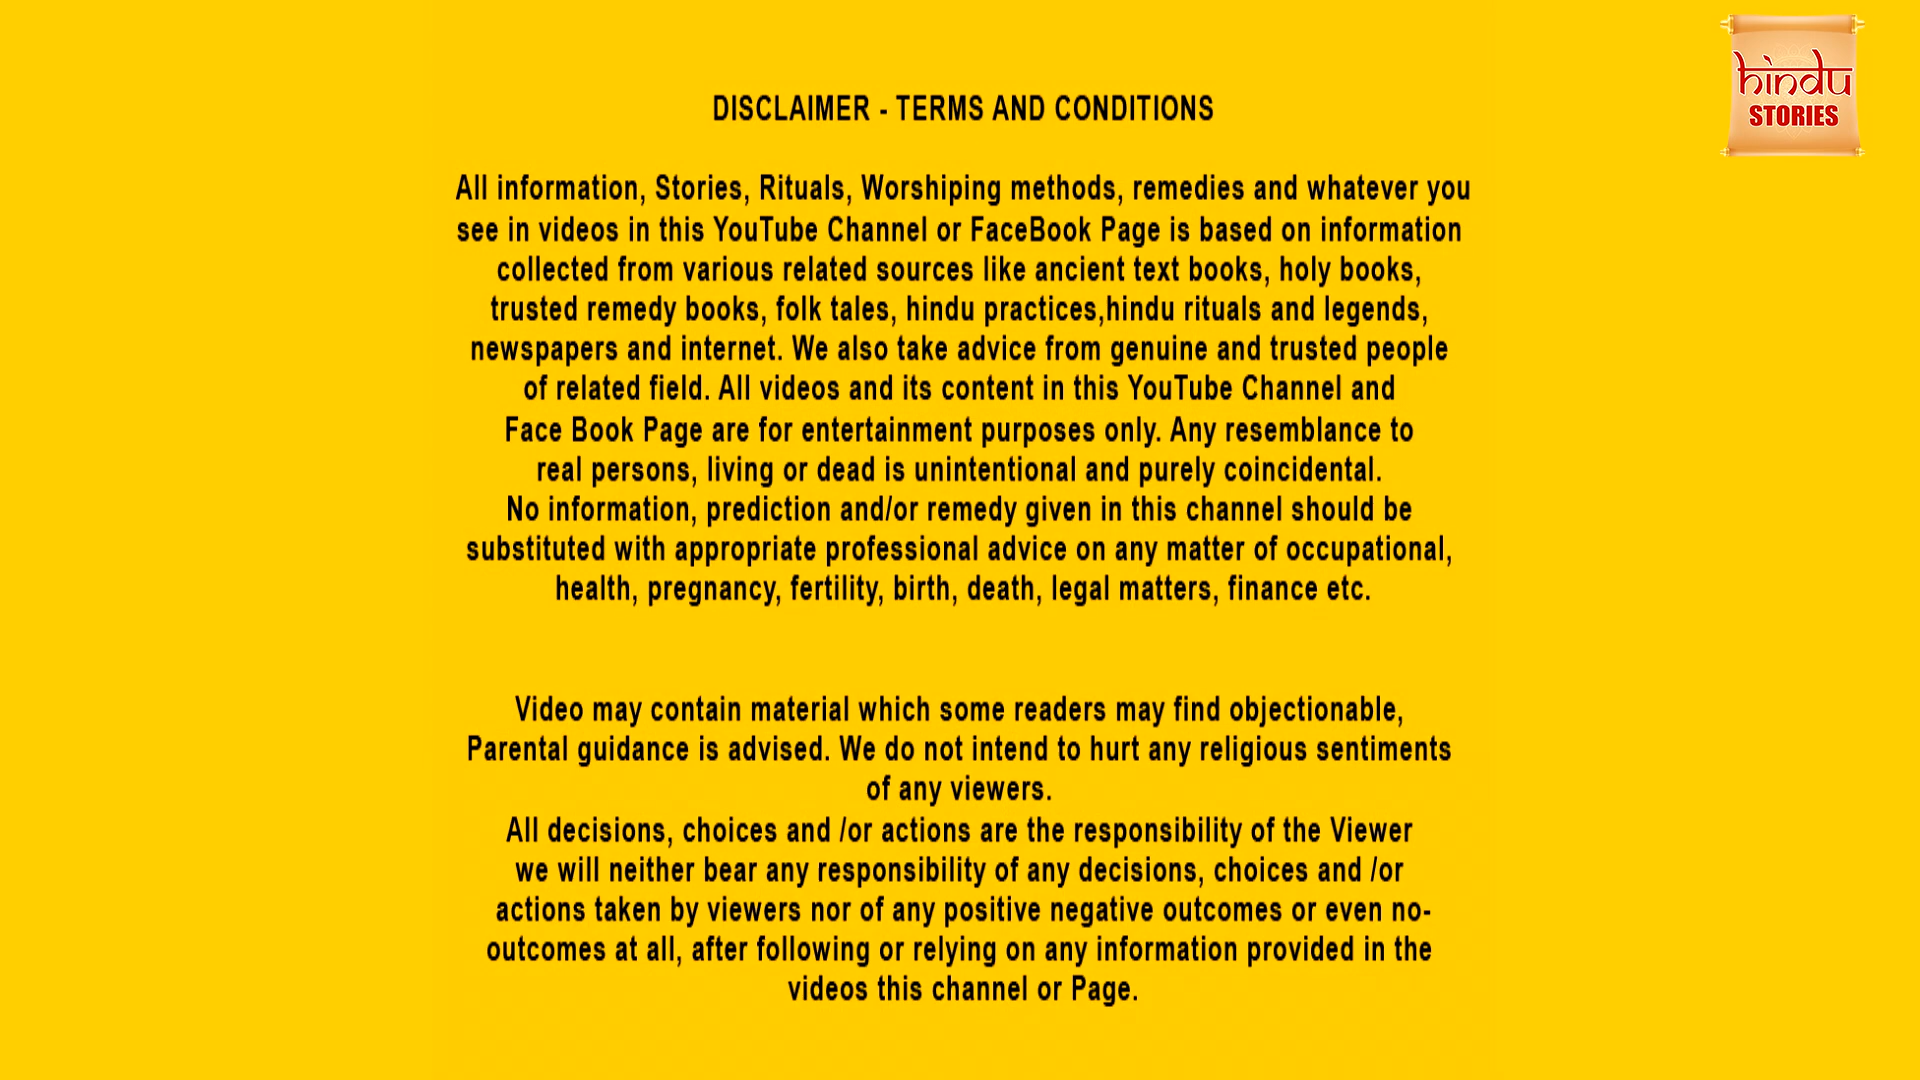 hindu
STORIES
DISCLAIMER - TERMS AND CONDITIONS
All information, Stories, Rituals, Worshiping methods, remedies and whatever you
see in videos in this YouTube Channel or FaceBook Page is based on information
collected from various related sources like ancient text books, holy books,
trusted remedy books, folk tales, hindu practices,hindu rituals and legends,
newspapers and internet. We also take advice from genuine and trusted people
of related field. All videos and its content in this YouTube Channel and
Face Book Page are for entertainment purposes only. Any resemblance to
real persons, living or dead is unintentional and purely coincidental.
No information, prediction and/or remedy given in this channel should be
substituted with appropriate professional advice on any matter of occupational,
health, pregnancy, fertility, birth, death, legal matters, finance etc.
Video may contain material which some readers may find objectionable,
Parental guidance is advised. We do not intend to hurt any religious sentiments
of any viewers.
All decisions, choices and /or actions are the responsibility of the Viewer
we will neither bear any responsibility of any decisions, choices and /or
actions taken by viewers nor of any positive negative outcomes or even no-
outcomes at all, after following or relying on any information provided in the
videos this channel or Page.